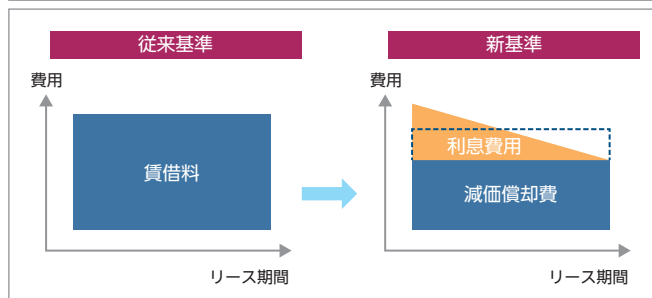 従来基準
費用
賃借料
リース期間
新基準
費用
利息費用
減価償却費
リース期間